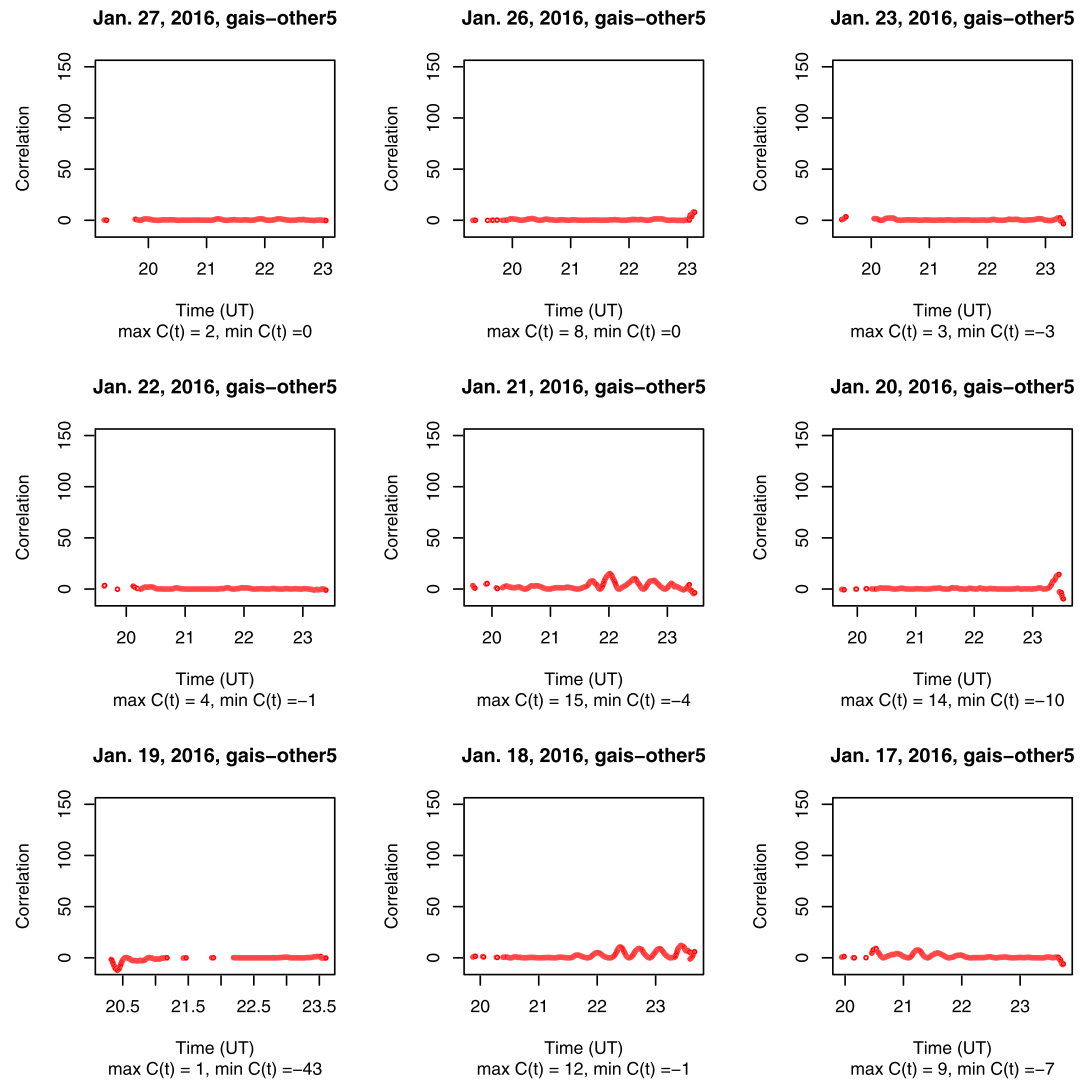 Jan. 27, 2016, gais−other5
Correlation
0 50 100 150
20 21 22 23
Time (UT)
max C(t) = 2, min C(t) =0
Jan. 26, 2016, gais−other5
Correlation
0 50 100 150
20 21 22 23
Time (UT)
max C(t) = 8, min C(t) =0
Jan. 23, 2016, gais−other5
Correlation
0 50 100 150
20 21 22 23
Time (UT)
max C(t) = 3, min C(t) =−3
Jan. 22, 2016, gais−other5
Correlation
0 50 100 150
20 21 22 23
Time (UT)
max C(t) = 4, min C(t) =−1
Jan. 21, 2016, gais−other5
Correlation
0 50 100 150
20 21 22 23
Time (UT)
max C(t) = 15, min C(t) =−4
Jan. 20, 2016, gais−other5
Correlation
0 50 100 150
20 21 22 23
Time (UT)
max C(t) = 14, min C(t) =−10
Jan. 19, 2016, gais−other5
Correlation
0 50 100 150
20.5 21.5 22.5 23.5
Time (UT)
max C(t) = 1, min C(t) =−43
Jan. 18, 2016, gais−other5
Correlation
0 50 100 150
20 21 22 23
Time (UT)
max C(t) = 12, min C(t) =−1
Jan. 17, 2016, gais−other5
Correlation
0 50 100 150
20 21 22 23
Time (UT)
max C(t) = 9, min C(t) =−7